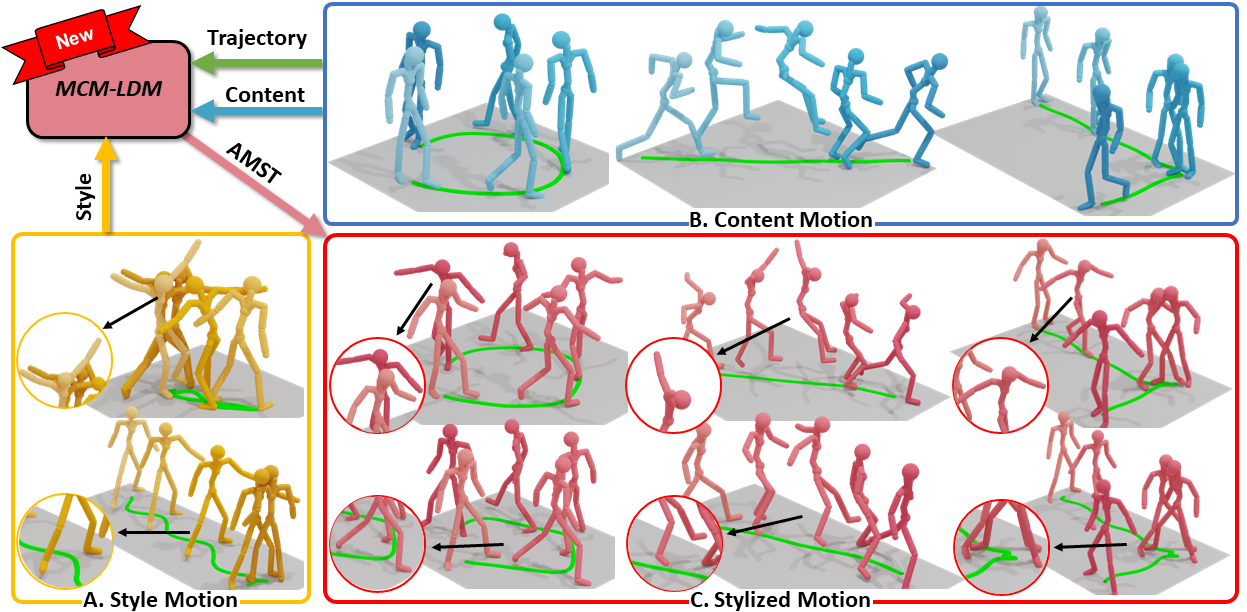 New
MCM-LDM
Trajectory
Content
AMST
Style
B. Content Motion
A. Style Motion
C. Stylized Motion